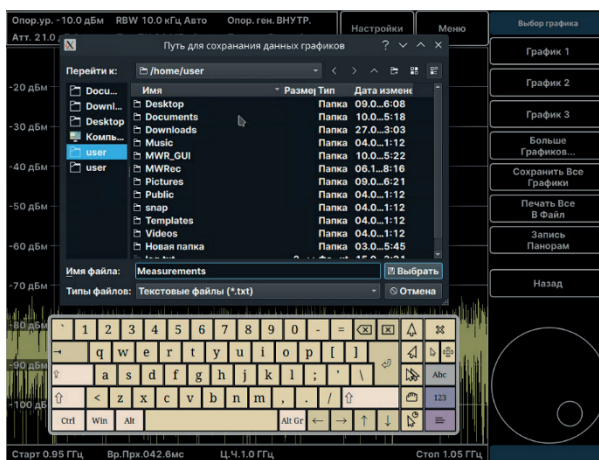 Опор.ур. -10.0 дБм RBW 10.0 кГц Авто Опор. ген. ВНУТР.
Атт. 21.0
Настройки
Меню
Выбор графика
Путь для сохранания данных графиков
График 1
Перейти к: /home/user
Имя Размер Тип Дата измене
График 2
-20 дБм
Docu...
Downl...
Desktop
Компь...
user
user
Desktop Папка 09.0...6:08
Documents Папка 10.0...5:18
Downloads Папка 27.0...3:03
Music Папка 04.0...1:12
MWR_GUI Папка 10.0...5:22
MWRec Папка 06.1...8:16
Pictures Папка 09.0...6:21
Public Папка 04.0...1:12
snap Папка 04.0...1:12
Templates Папка 04.0...1:12
Videos Папка 04.0...1:12
Новая папка Папка 03.0...5:45
График 3
-30 дБм
Больше
Графиков...
-40 дБм
Сохранить Все
Графики
-50 дБм
Печать Все
В Файл
-60 дБм
Запись
Панорам
Имя файла: Measurements Выбрать
-70 дБм
Типы файлов: Текстовые файлы (*.txt) Отмена
Назад
-80 дБм
` 1 2 3 4 5 6 7 8 9 0 - =
q w e r t y u i o p [ ]
-90 дБм
a s d f g h j k l ; ' \ Abc
-100 дБ
< z x c v b n m , . / 123
Ctrl Win Alt Alt Gr
Старт 0.95 ГГц Вр.Прх.042.6мс Ц.Ч.1.0 ГГц Стоп 1.05 ГГц